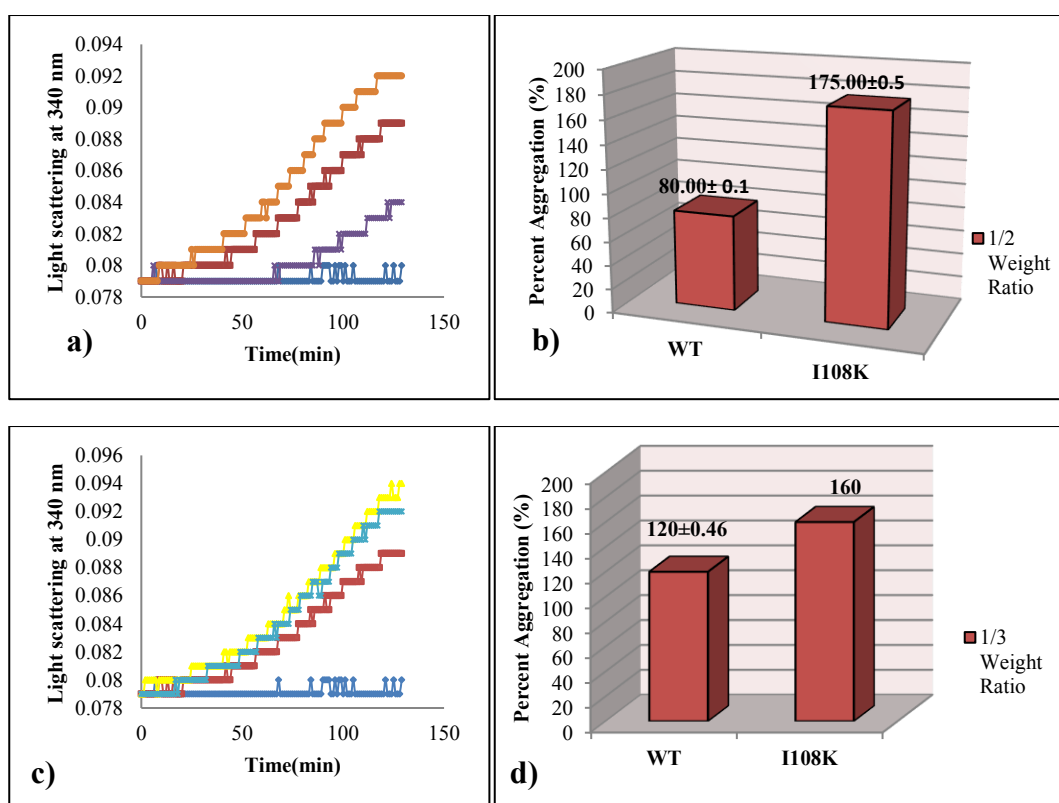 0.094
0.092
0.09
0.088
0.086
0.084
0.082
0.08
0.078
Light scattering at 340 nm
0 50 100 150
Time(min)
a)
200
180
160
140
120
100
80
60
40
20
0
Percent Aggregation (%)
80.00± 0.1
175.00±0.5
WT
I108K
1/2
Weight
Ratio
b)
0.096
0.094
0.092
0.09
0.088
0.086
0.084
0.082
0.08
0.078
Light scattering at 340 nm
0 50 100 150
Time(min)
c)
200
180
160
140
120
100
80
60
40
20
0
Percent Aggregation (%)
120±0.46
160
WT I108K
1/3
Weight
Ratio
d)